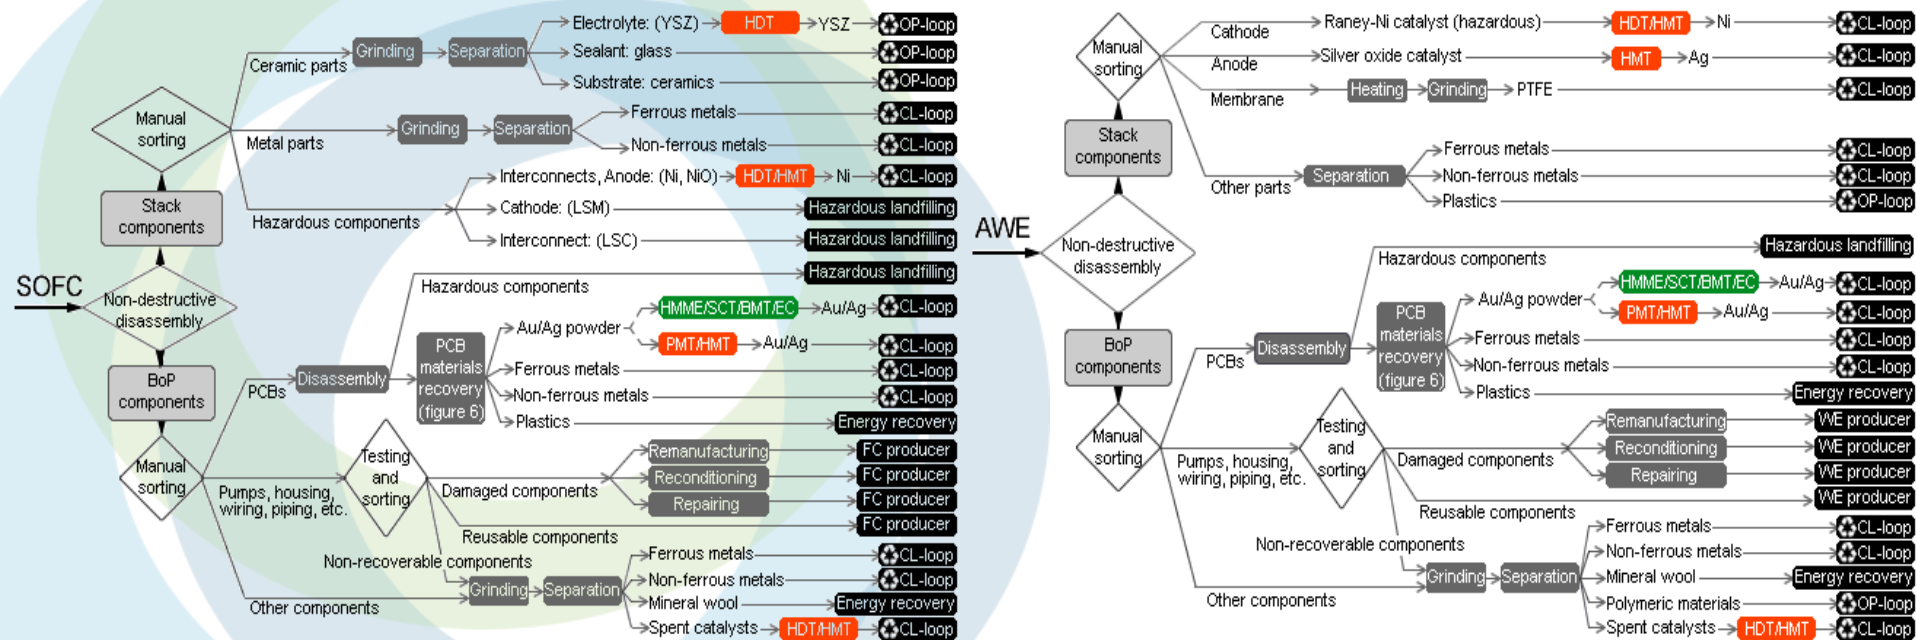 Electrolyte: (YSZ) HDT YSZ OP-loop
Grinding Separation Sealant: glass OP-loop
Ceramic parts
Substrate: ceramics OP-loop
Manual
sorting
Ferrous metals CL-loop
Grinding Separation
Metal parts
Non-ferrous metals CL-loop
Interconnects, Anode: (Ni, NiO) HDT/HMT Ni CL-loop
Stack
components
Cathode: (LSM) Hazardous landfilling
Hazardous components
Interconnect: (LSC) Hazardous landfilling
Hazardous landfilling
Hazardous components
SOFC
Non-destructive
disassembly
HMME/SCT/BMT/EC Au/Ag CL-loop
Au/Ag powder
PMT/HMT Au/Ag CL-loop
PCB
materials
recovery
(figure 6)
Ferrous metals CL-loop
BoP
components
PCBs Disassembly
Non-ferrous metals CL-loop
Plastics Energy recovery
Manual
sorting
Testing
and
sorting
Remanufacturing FC producer
Reconditioning FC producer
Damaged components
Repairing FC producer
Pumps, housing,
wiring, piping, etc.
FC producer
Reusable components
Non-recoverable components
Ferrous metals CL-loop
Grinding Separation Non-ferrous metals CL-loop
Other components
Mineral wool Energy recovery
Spent catalysts HDT/HMT CL-loop
Raney-Ni catalyst (hazardous) HDT/HMT Ni CL-loop
Cathode
Manual
sorting
Silver oxide catalyst HMT Ag CL-loop
Anode
Membrane Heating Grinding PTFE CL-loop
Stack
components
Ferrous metals CL-loop
Other parts Separation Non-ferrous metals CL-loop
Plastics OP-loop
AWE
Non-destructive
disassembly
Hazardous landfilling
Hazardous components
HMME/SCT/BMT/EC Au/Ag CL-loop
Au/Ag powder
PMT/HMT Au/Ag CL-loop
PCB
materials
recovery
(figure 6)
BoP
components
PCBs Disassembly
Ferrous metals CL-loop
Non-ferrous metals CL-loop
Plastics Energy recovery
Manual
sorting
Testing
and
sorting
Remanufacturing WE producer
Reconditioning WE producer
Damaged components
Repairing WE producer
Pumps, housing,
wiring, piping, etc.
WE producer
Reusable components
Non-recoverable components
Ferrous metals CL-loop
Non-ferrous metals CL-loop
Grinding Separation Mineral wool Energy recovery
Other components
Polymeric materials OP-loop
Spent catalysts HDT/HMT CL-loop